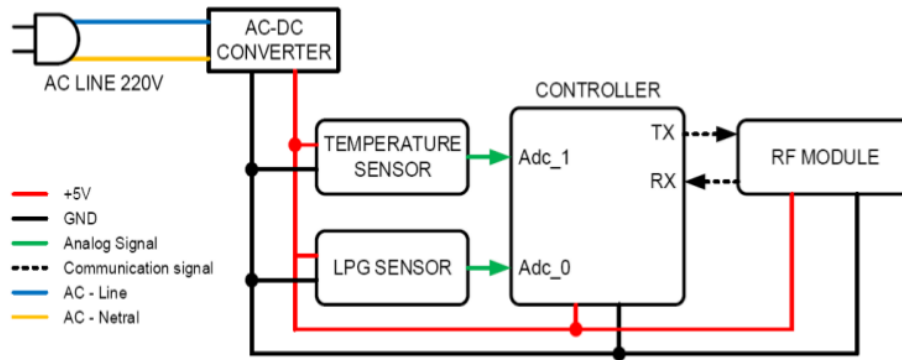 AC-DC
CONVERTER
AC LINE 220V
CONTROLLER
TEMPERATURE
SENSOR
Adc_1
TX
RX
RF MODULE
LPG SENSOR
Adc_0
+5V
GND
Analog Signal
Communication signal
AC - Line
AC - Netral